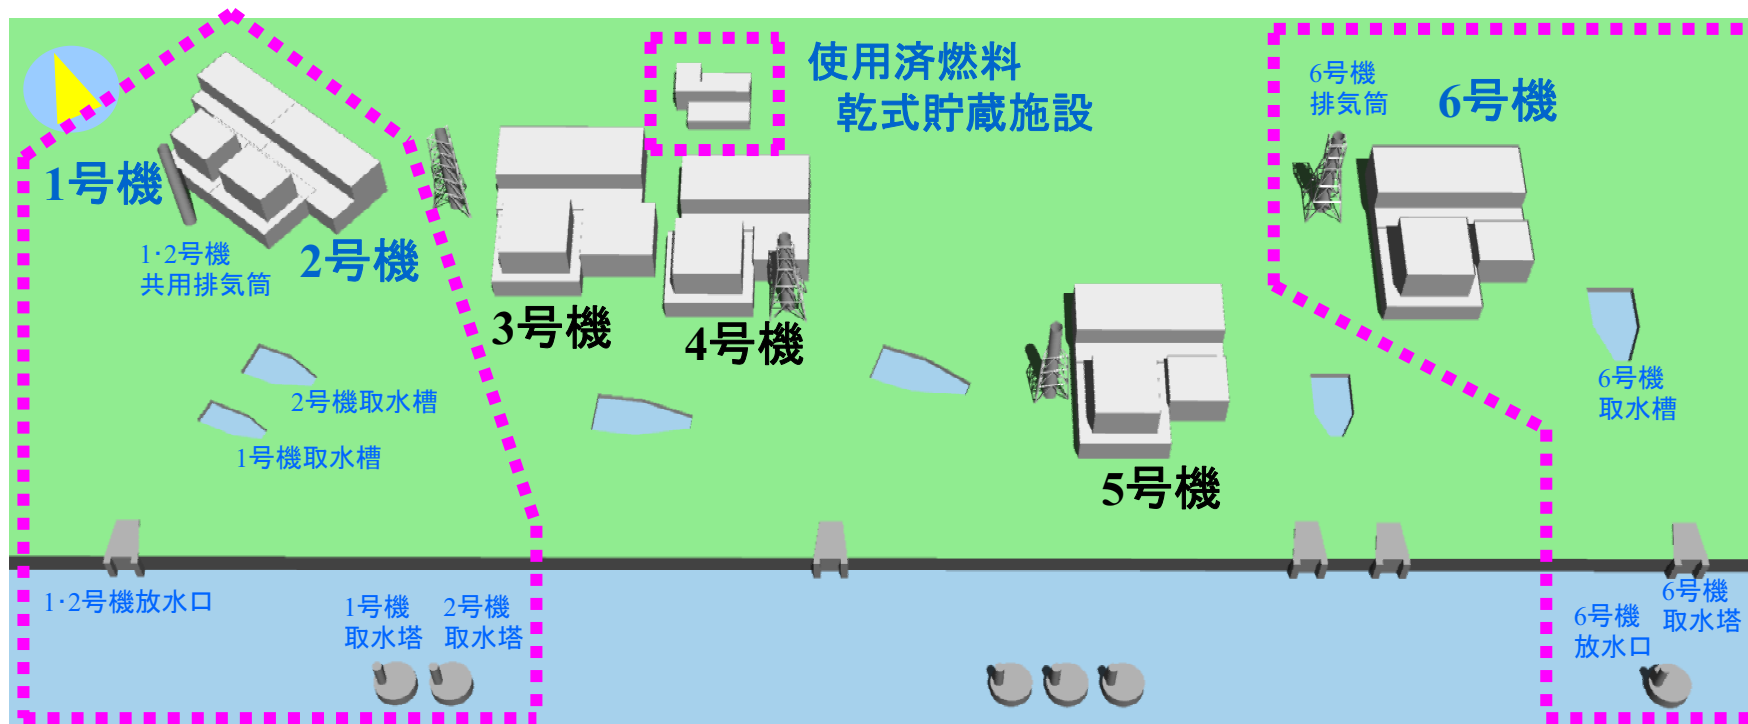 使用済燃料
乾式貯蔵施設
6号機
排気筒
6号機
1号機
1・2号機
共用排気筒
2号機
3号機
4号機
2号機取水槽
1号機取水槽
5号機
6号機
取水槽
1・2号機放水口
1号機
取水塔
2号機
取水塔
6号機
放水口
6号機
取水塔